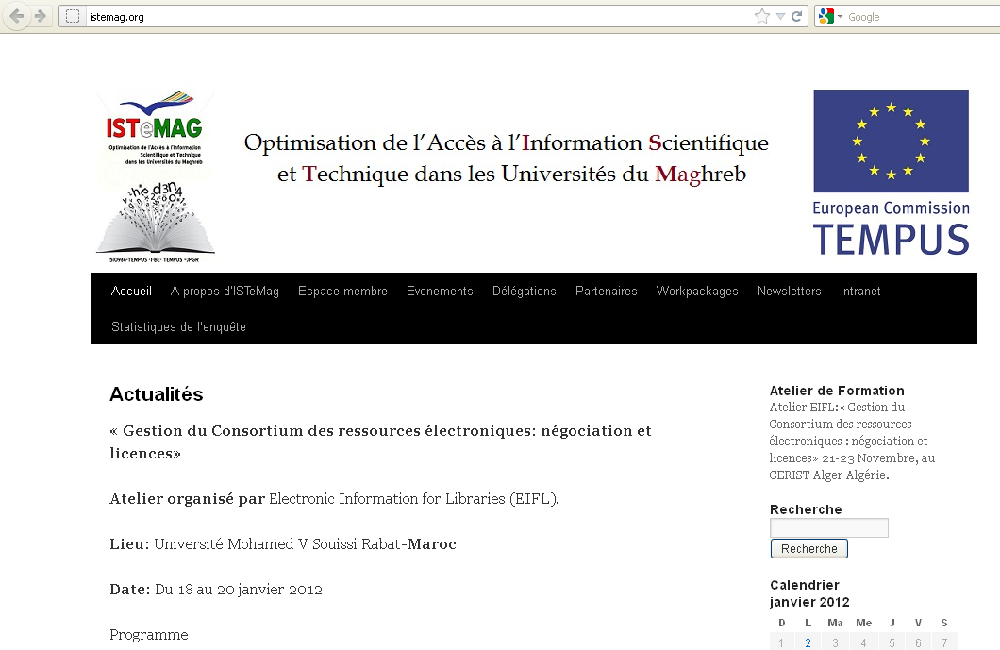 istemag.org
Google
ISTeMAG
Optimisation de l'Accès à l'Information
Scientifique et Technique
dans les Universités du Maghreb
510986-TEMPUS -1-BE- TEMPUS -JPGR
Optimisation de l'Accès à l'Information Scientifique
et Technique dans les Universités du Maghreb
European Commission
TEMPUS
Accueil A propos d'ISTeMag Espace membre Evenements Délégations Partenaires Workpackages Newsletters Intranet
Statistiques de l'enquête
Actualités
« Gestion du Consortium des ressources électroniques: négociation et
licences»
Atelier organisé par Electronic Information for Libraries (EIFL).
Lieu: Université Mohamed V Souissi Rabat-Maroc
Date: Du 18 au 20 janvier 2012
Programme
Atelier de Formation
Atelier EIFL:« Gestion du
Consortium des ressources
électroniques : négociation et
licences» 21-23 Novembre, au
CERIST Alger Algérie.
Recherche
Recherche
Calendrier
janvier 2012
D L Ma Me J V S
1 2 3 4 5 6 7